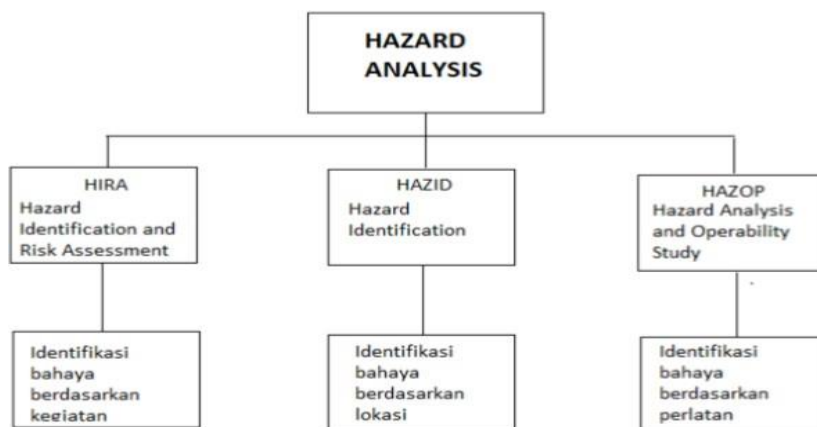 HAZARD
ANALYSIS
HIRA
Hazard
Identification and
Risk Assessment
HAZID
Hazard
Identification
HAZOP
Hazard Analysis
and Operability
Study
Identifikasi
bahaya
berdasarkan
kegiatan
Identifikasi
bahaya
berdasarkan
lokasi
Identifikasi
bahaya
berdasarkan
perlatan